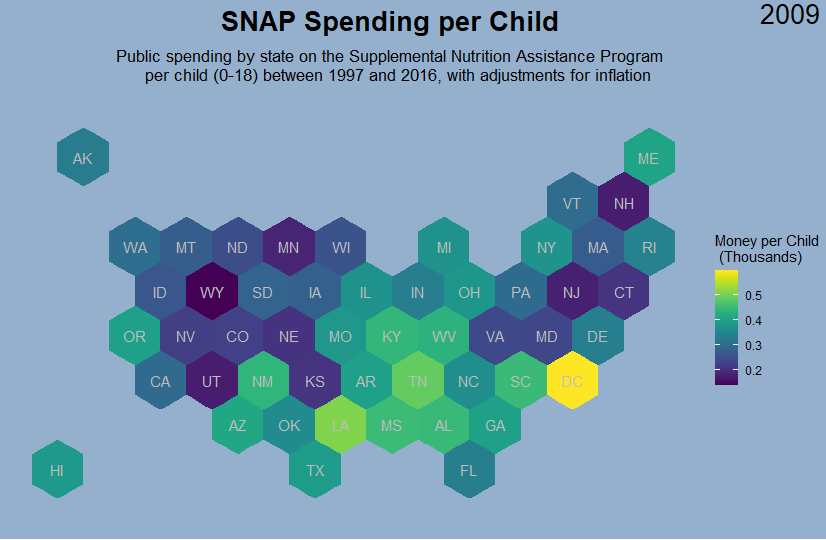 SNAP Spending per Child
2009
Public spending by state on the Supplemental Nutrition Assistance Program
per child (0-18) between 1997 and 2016, with adjustments for inflation
AK
ME
VT NH
WA MT ND MN WI MI NY MA RI
ID WY SD IA IL IN OH PA NJ CT
OR NV CO NE MO KY WV VA MD DE
CA UT NM KS AR TN NC SC DC
AZ OK LA MS AL GA
HI TX FL
Money per Child
(Thousands)
0.5
0.4
0.3
0.2